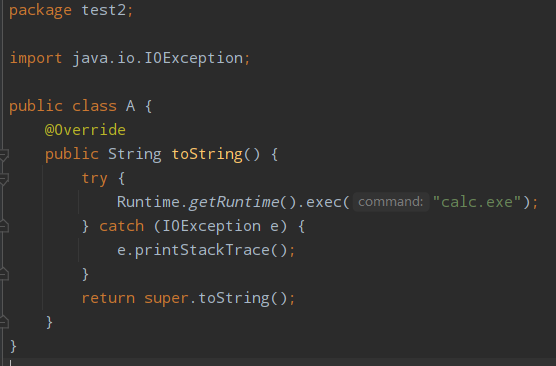 package test2;
import java.io.IOException;
public class A {
@Override
public String toString() {
try {
Runtime.getRuntime().exec( command: "calc.exe");
} catch (IOException e) {
e.printStackTrace();
}
return super.toString();
}
}